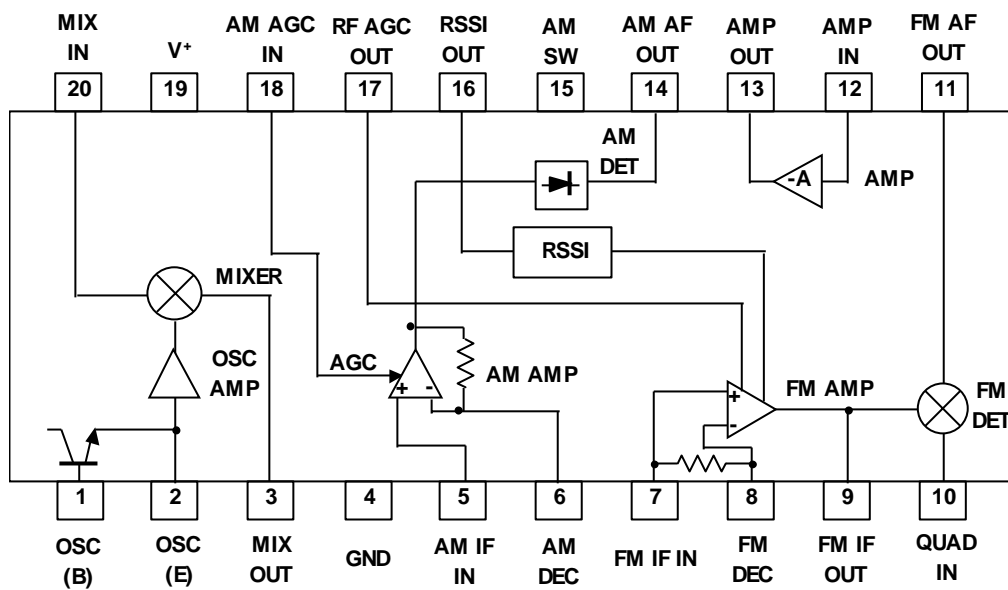 MIX AM AGC RF AGC RSSI AM AM AF AMP AMP FM AF
IN V+ IN OUT OUT SW OUT OUT IN OUT
20 19 18 17 16 15 14 13 12 11
AM
DET
-A AMP
RSSI
MIXER
OSC
AMP
AGC
+ -
AM AMP
+
-
FM AMP
FM
DET
1 2 3 4 5 6 7 8 9 10
OSC OSC MIX GND AM IF AM FM IF IN FM FM IF QUAD
(B) (E) OUT IN DEC DEC OUT IN